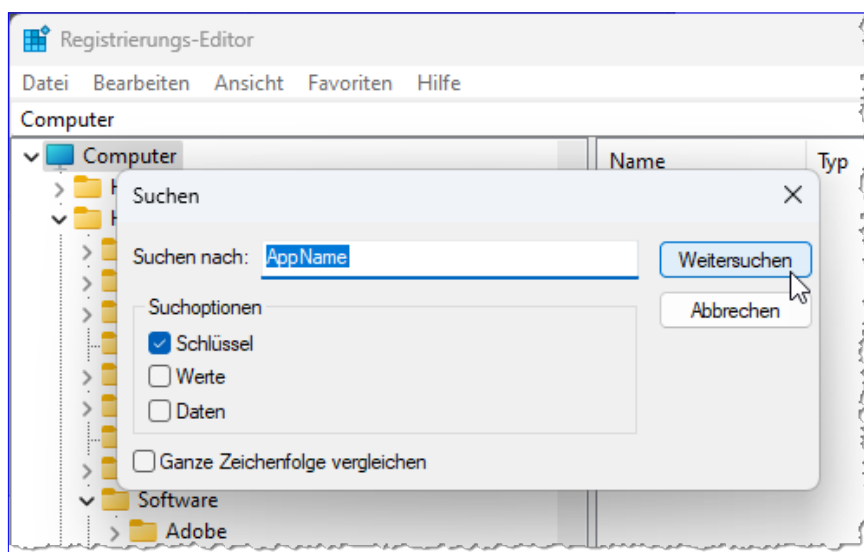 Registrierungs-Editor
Datei Bearbeiten Ansicht Favoriten Hilfe
Computer
Computer
Name Typ
Suchen
Suchen nach: AppName
Weitersuchen
Suchoptionen
Abbrechen
Schlüssel
Werte
Daten
Ganze Zeichenfolge vergleichen
Software
Adobe